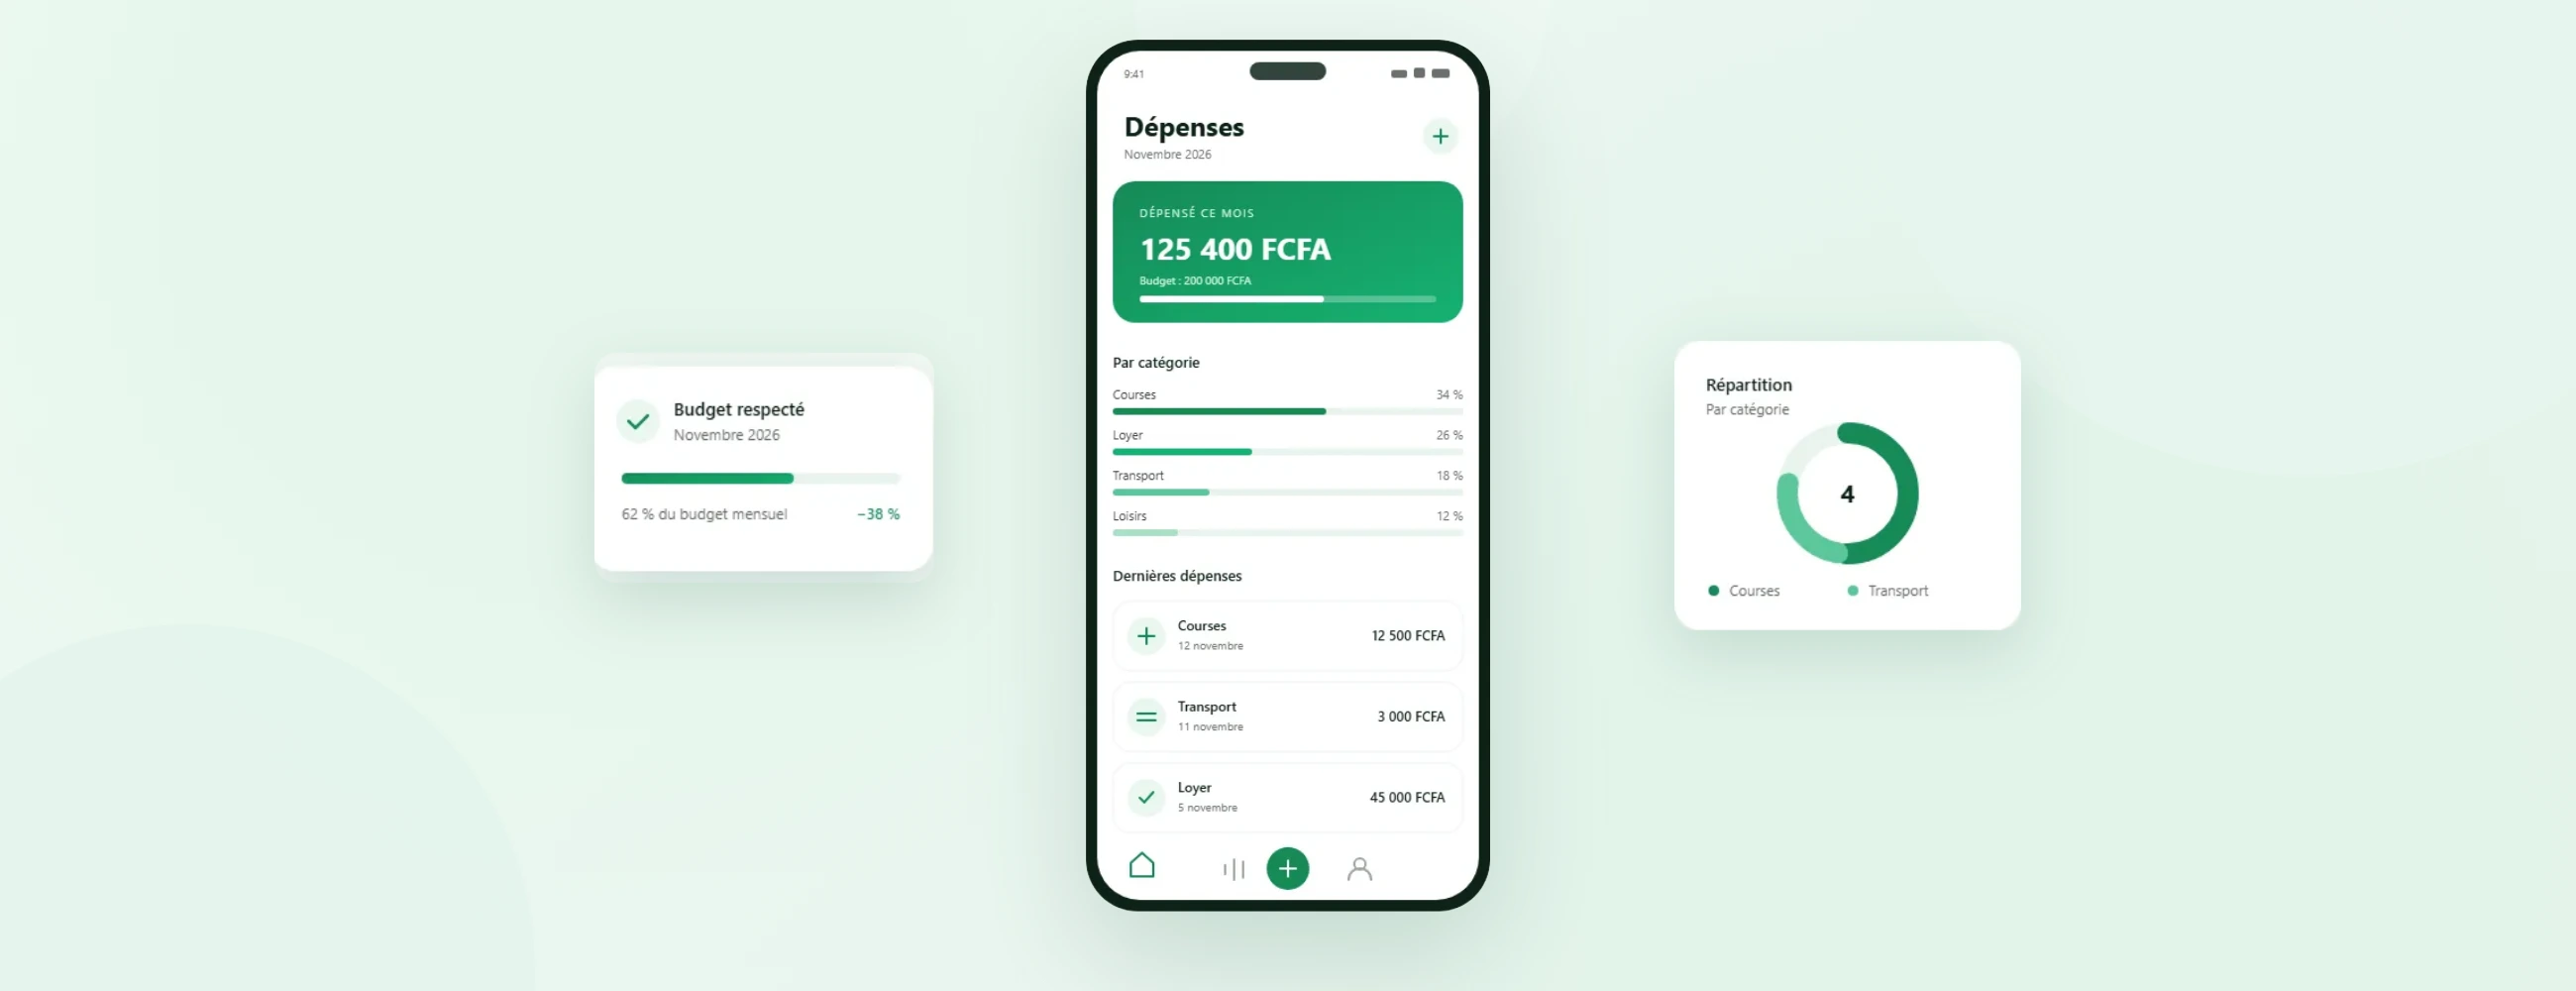 Budget respecté
Novembre 2026
62 % du budget mensuel −38 %
9:41
Dépenses
Novembre 2026
DÉPENSÉ CE MOIS
125 400 FCFA
Budget : 200 000 FCFA
Par catégorie
Courses 34 %
Loyer 26 %
Transport 18 %
Loisirs 12 %
Dernières dépenses
Courses
12 novembre
12 500 FCFA
Transport
11 novembre
3 000 FCFA
Loyer
5 novembre
45 000 FCFA
Répartition
Par catégorie
4
Courses Transport